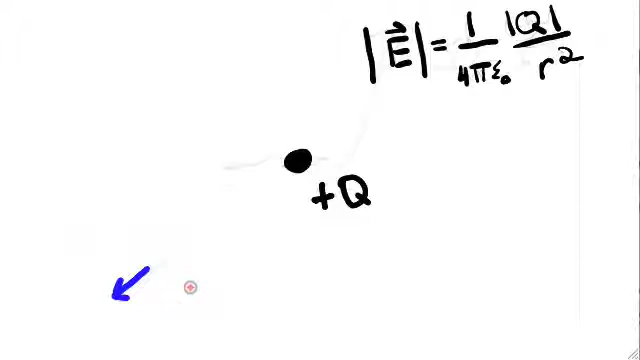 |E⃗| = 1/4πε₀ |Q|/r²
+Q